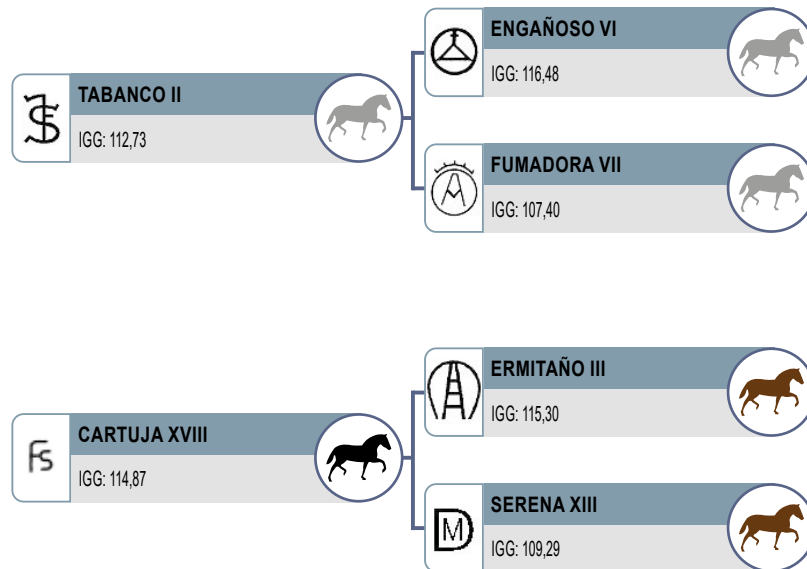 TABANCO II
IGG: 112,73
ENGAÑOSO VI
IGG: 116,48
FUMADORA VII
IGG: 107,40
CARTUJA XVIII
IGG: 114,87
Fs
ERMITAÑO III
IGG: 115,30
SERENA XIII
IGG: 109,29
M